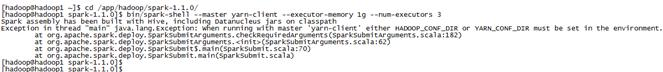 [hadoop@hadoop1 ~]$ cd /app/hadoop/spark-1.1.0/
[hadoop@hadoop1 spark-1.1.0]$ bin/spark-shell --master yarn-client --executor-memory 1g --num-executors 3
Spark assembly has been built with Hive, including Datanucleus jars on classpath
Exception in thread "main" java.lang.Exception: When running with master 'yarn-client' either HADOOP_CONF_DIR or YARN_CONF_DIR must be set in the environment.
at org.apache.spark.deploy.SparkSubmitArguments.checkRequiredArguments(SparkSubmitArguments.scala:182)
at org.apache.spark.deploy.SparkSubmitArguments.<init>(SparkSubmitArguments.scala:62)
at org.apache.spark.deploy.SparkSubmit$.main(SparkSubmit.scala:70)
at org.apache.spark.deploy.SparkSubmit.main(SparkSubmit.scala)
[hadoop@hadoop1 spark-1.1.0]$
[hadoop@hadoop1 spark-1.1.0]$